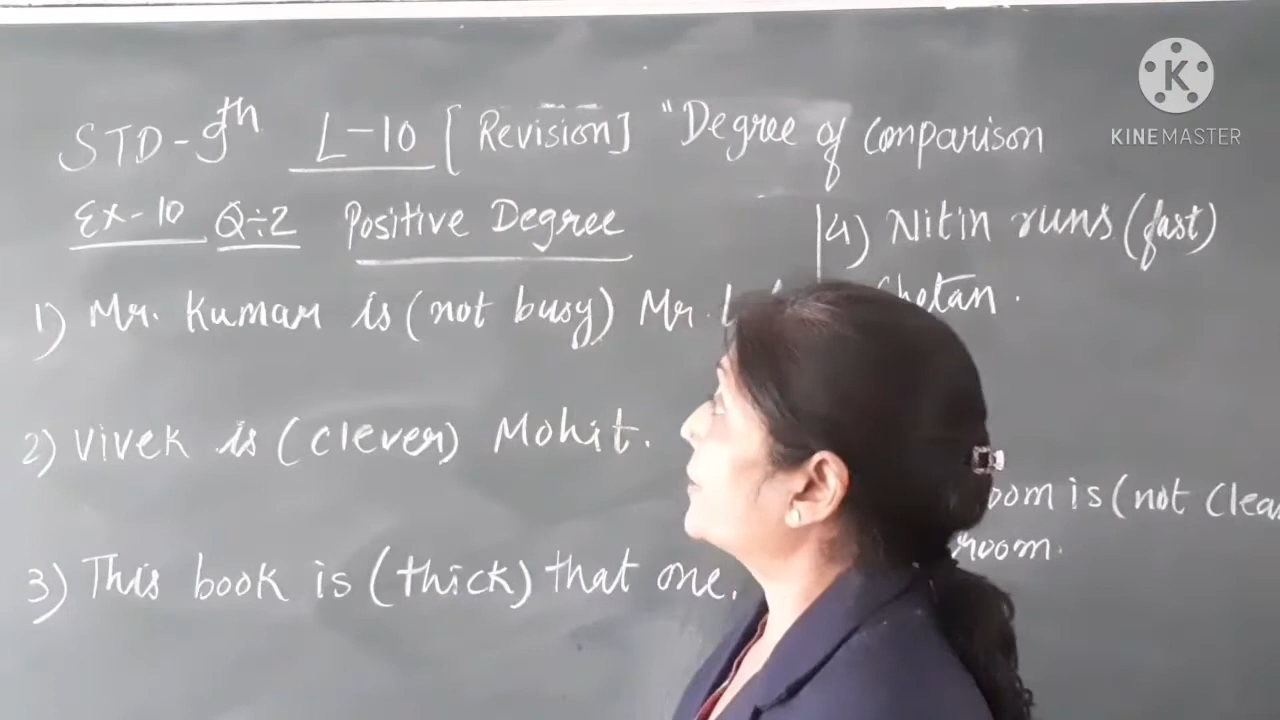 STD-9th L-10 [Revision] "Degree of Comparison
Ex-10 Q÷2 Positive Degree
1) Mr. Kumar is (not busy) Mr.
2) Vivek is (clever) Mohit.
3) This book is (thick) that one.
4) Nitin runs (fast)
Chetan.
is (not
room.
KINEMASTER